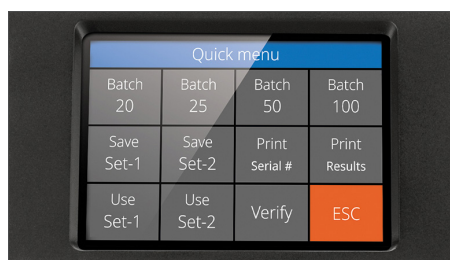 Quick menu
Batch Batch Batch Batch
20 25 50 100
Save Save Print Print
Set-1 Set-2 Serial # Results
Use Use Verify ESC
Set-1 Set-2